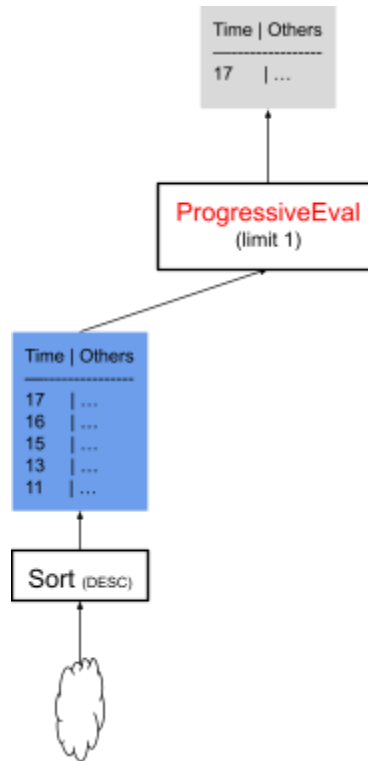 Time | Others
------------------
17 | ...
ProgressiveEval
(limit 1)
Time | Others
------------------
17 | ...
16 | ...
15 | ...
13 | ...
11 | ...
Sort (DESC)